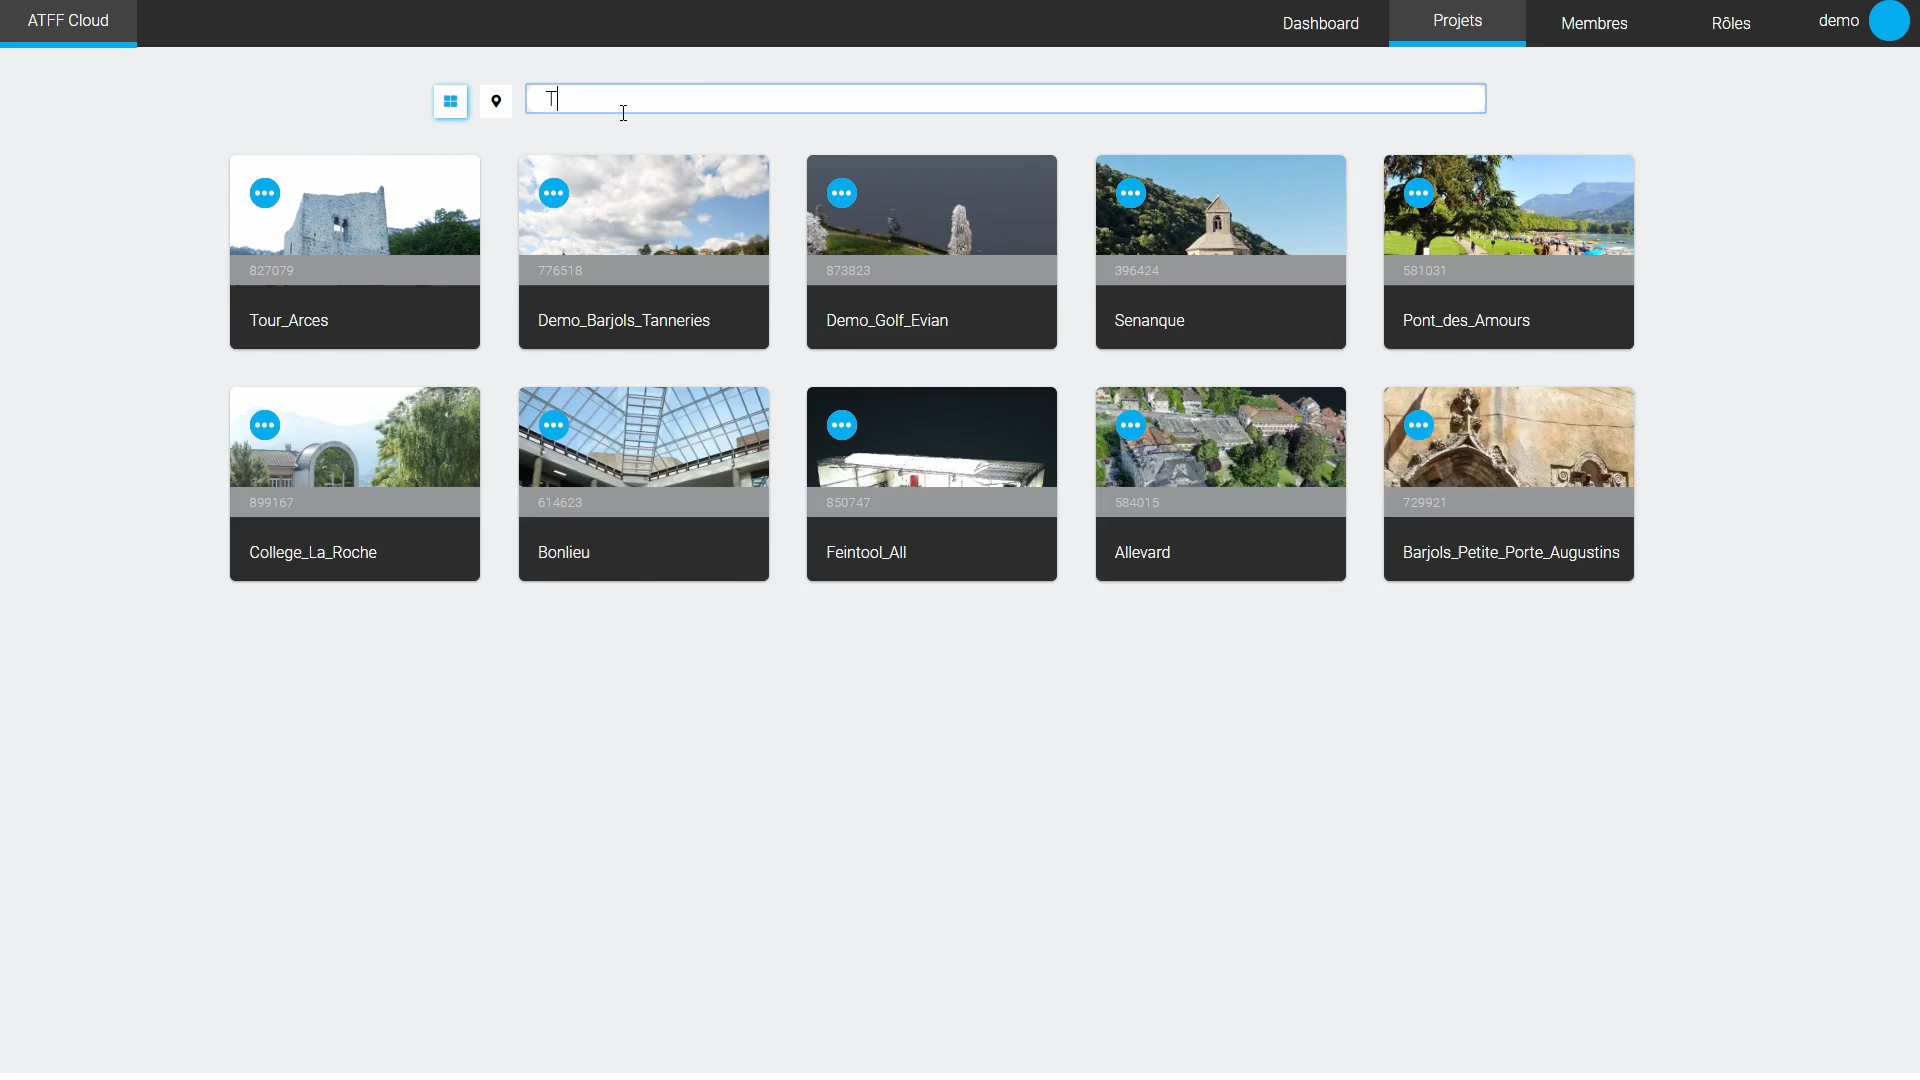 ATFF Cloud
Dashboard
Projets
Membres
Rôles
demo
T
827079
776518
873823
396424
581031
Tour_Arces
Demo_Barjols_Tanneries
Demo_Golf_Evian
Senanque
Pont_des_Amours
899167
614623
850747
584015
729921
College_La_Roche
Bonlieu
Feintool_All
Allevard
Barjols_Petite_Porte_Augustins